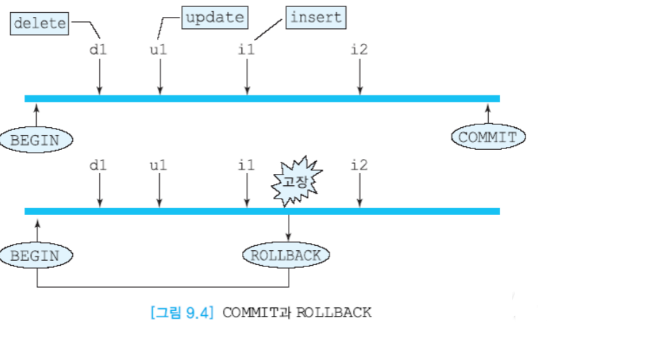 delete
update
insert
d1 u1 i1 i2
BEGIN
COMMIT
d1 u1 i1 고장 i2
BEGIN
ROLLBACK
[그림 9.4] COMMIT과 ROLLBACK